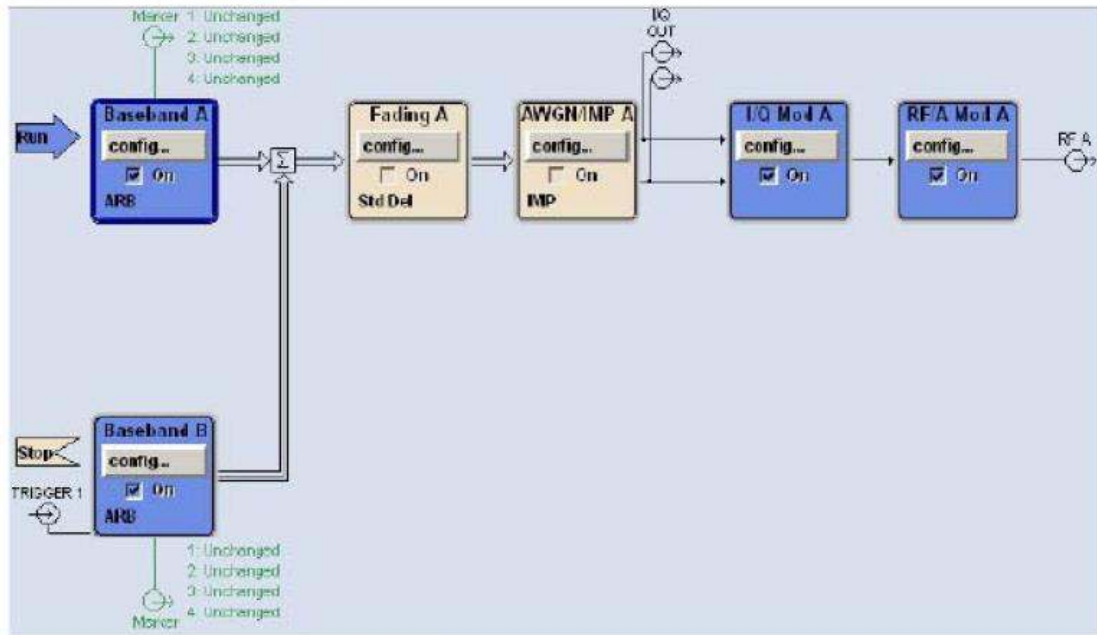 Marker 1: Unchanged
2: Unchanged
3: Unchanged
4: Unchanged
I/Q
OUT
Run
Baseband A
config...
On
ARB
Σ
Fading A
config...
On
Std Del
AWGN/IMP A
config...
On
IMP
I/Q Mod A
config...
On
RF/A Mod A
config...
On
RF A
Stop
TRIGGER 1
Baseband B
config...
On
ARB
1: Unchanged
2: Unchanged
3: Unchanged
4: Unchanged
Marker